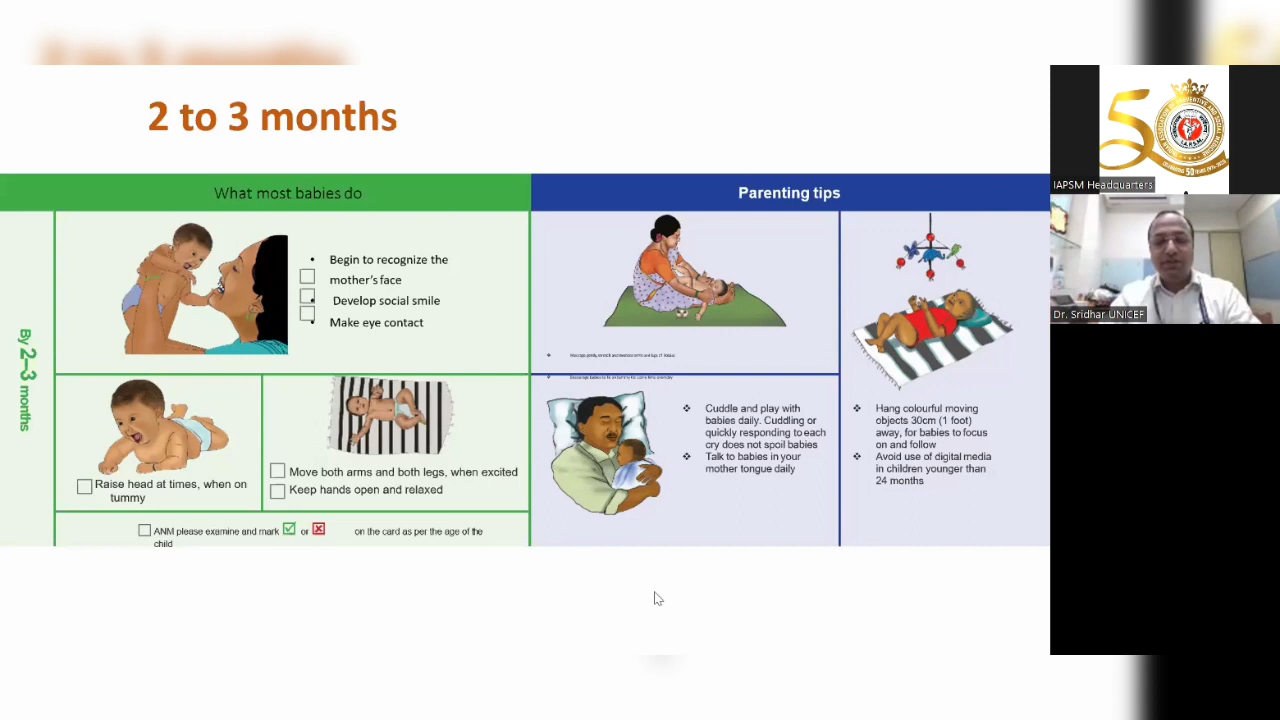 2 to 3 months
What most babies do
Parenting tips
By 2–3 months
Begin to recognize the
mother's face
Develop social smile
Make eye contact
Raise head at times, when on
tummy
Move both arms and both legs, when excited
Keep hands open and relaxed
ANM please examine and mark or on the card as per the age of the
child
Cuddle and play with
babies daily. Cuddling or
quickly responding to each
cry does not spoil babies
Talk to babies in your
mother tongue daily
Hang colourful moving
objects 30cm (1 foot)
away, for babies to focus
on and follow
Avoid use of digital media
in children younger than
24 months
50
I.A.P.S.M.
IAPSM Headquarters
Dr. Sridhar UNICEF